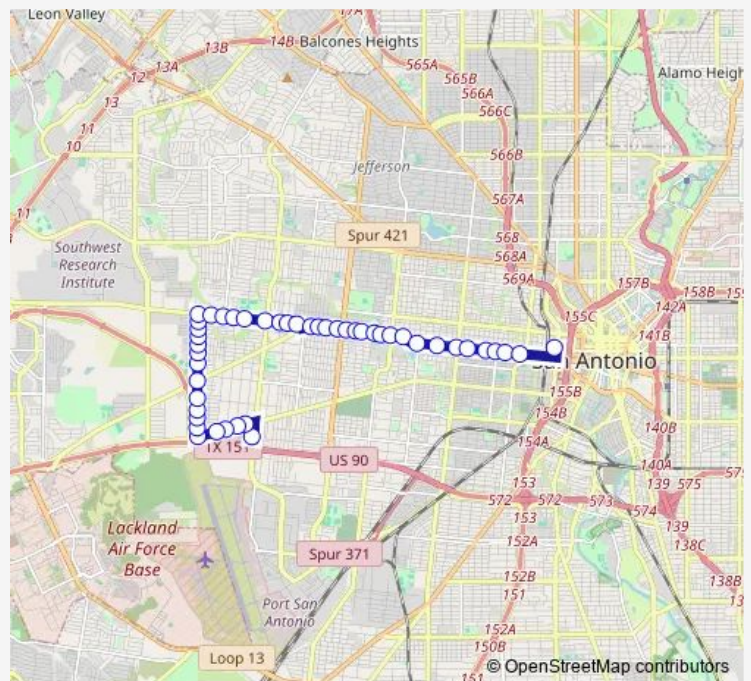 Leon Valley
17A
13B
14B
Balcones Heights
13A
12
565A
565B
566A
566C
Alamo Heigh
13
11
10
566B
Jefferson
567A
11
Spur 421
568
568A
569A
Southwest
Research
Institute
157B
158B
159
142A
155C
141B
San Antonio
155B
154B
140B
154A
TX 151
US 90
140A
153
139
575
572
572
573
574
153
139
152A
138C
Lackland
Air Force
Base
Spur 371
152B
151
138B
Port San
Antonio
152A
150B
Loop 13
151
© OpenStreetMap contributors